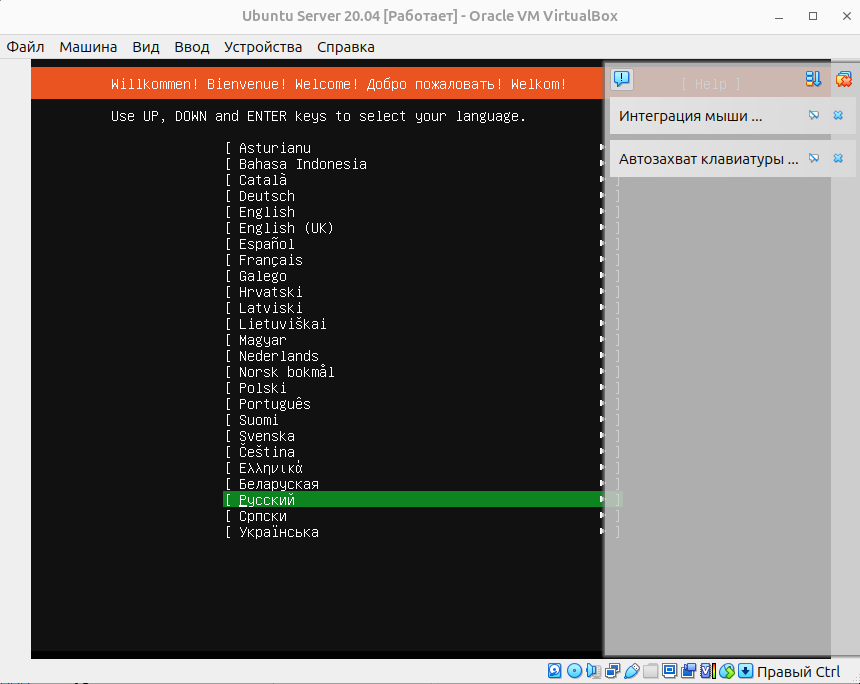 Ubuntu Server 20.04 [Работает] - Oracle VM VirtualBox
Файл Машина Вид Ввод Устройства Справка
Willkommen! Bienvenue! Welcome! Добро пожаловать! Welkom! [ Help ]
Use UP, DOWN and ENTER keys to select your language.
Интеграция мыши ...
Автозахват клавиатуры ...
[ Asturianu ▸ ]
[ Bahasa Indonesia ▸ ]
[ Català ▸ ]
[ Deutsch ▸ ]
[ English ▸ ]
[ English (UK) ▸ ]
[ Español ▸ ]
[ Français ▸ ]
[ Galego ▸ ]
[ Hrvatski ▸ ]
[ Latviski ▸ ]
[ Lietuviškai ▸ ]
[ Magyar ▸ ]
[ Nederlands ▸ ]
[ Norsk bokmål ▸ ]
[ Polski ▸ ]
[ Português ▸ ]
[ Suomi ▸ ]
[ Svenska ▸ ]
[ Čeština ▸ ]
[ Ελληνικά ▸ ]
[ Беларуская ▸ ]
[ Русский ▸ ]
[ Српски ▸ ]
[ Українська ▸ ]
Правый Ctrl